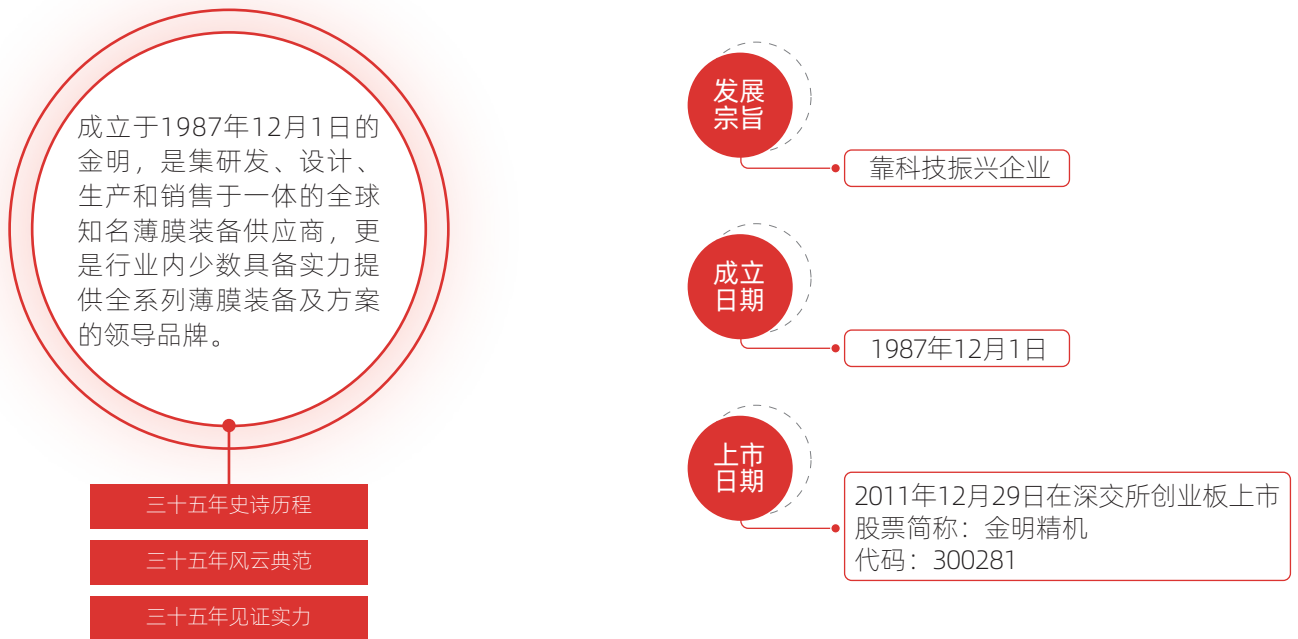 成立于1987年12月1日的
金明，是集研发、设计、
生产和销售于一体的全球
知名薄膜装备供应商，更
是行业内少数具备实力提
供全系列薄膜装备及方案
的领导品牌。
三十五年史诗历程
三十五年风云典范
三十五年见证实力
发展
宗旨
靠科技振兴企业
成立
日期
1987年12月1日
上市
日期
2011年12月29日在深交所创业板上市
股票简称：金明精机
代码：300281